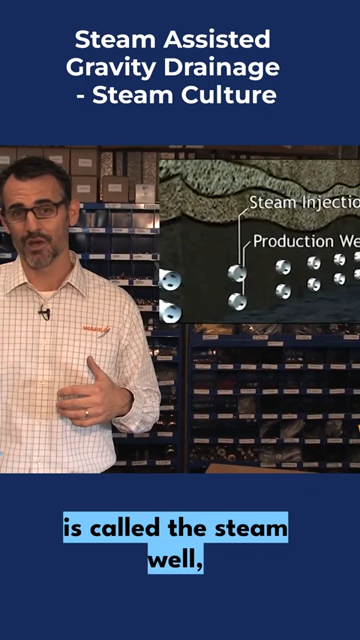 Steam Assisted
Gravity Drainage
- Steam Culture
Steam Injectio
Production We
is called the steam
well,